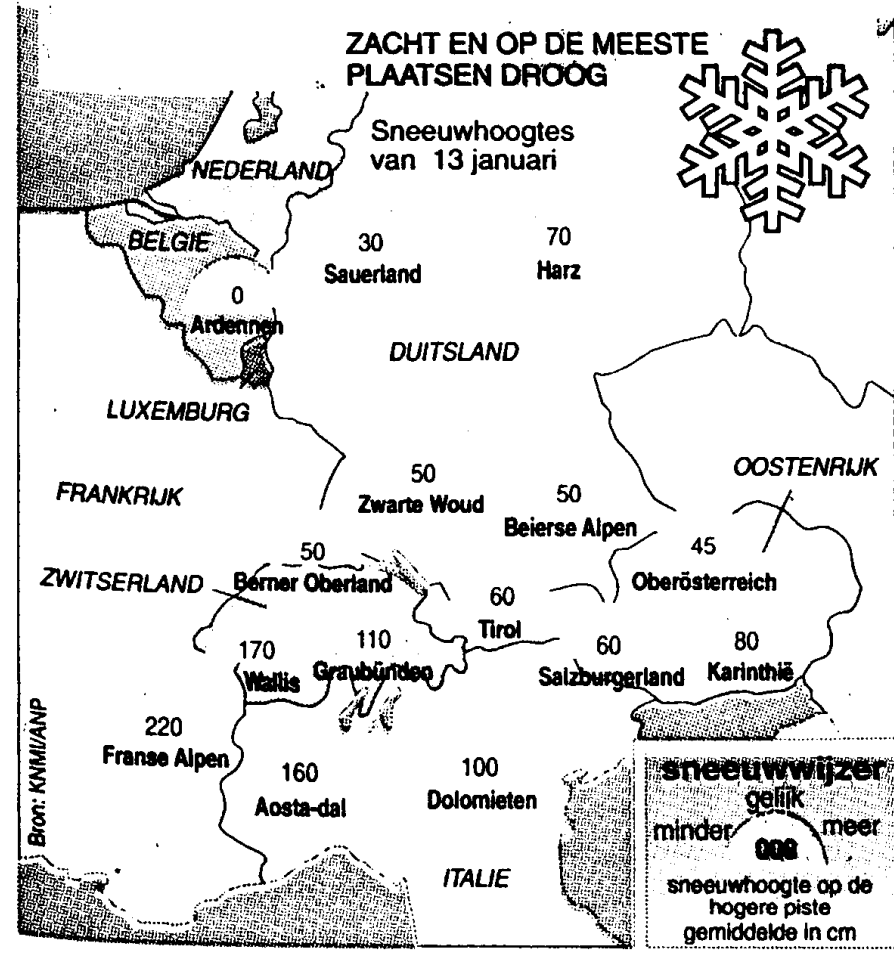 ZACHT EN OP DE MEESTE
PLAATSEN DROOG
Sneeuwhoogtes
van 13 januari
NEDERLAND
BELGIE
30
Sauerland
70
Harz
0
Ardennen
DUITSLAND
LUXEMBURG
FRANKRIJK
50
Zwarte Woud
50
Beierse Alpen
OOSTENRIJK
45
Oberösterreich
ZWITSERLAND
50
Berner Oberland
60
Tirol
170
Wallis
110
Graubünden
60
Salzburgerland
80
Karinthië
220
Franse Alpen
160
Aosta-dal
100
Dolomieten
ITALIE
Bron: KNMI/ANP
sneeuwwijzer
gelijk
minder meer
000
sneeuwhoogte op de
hogere piste
gemiddelde in cm